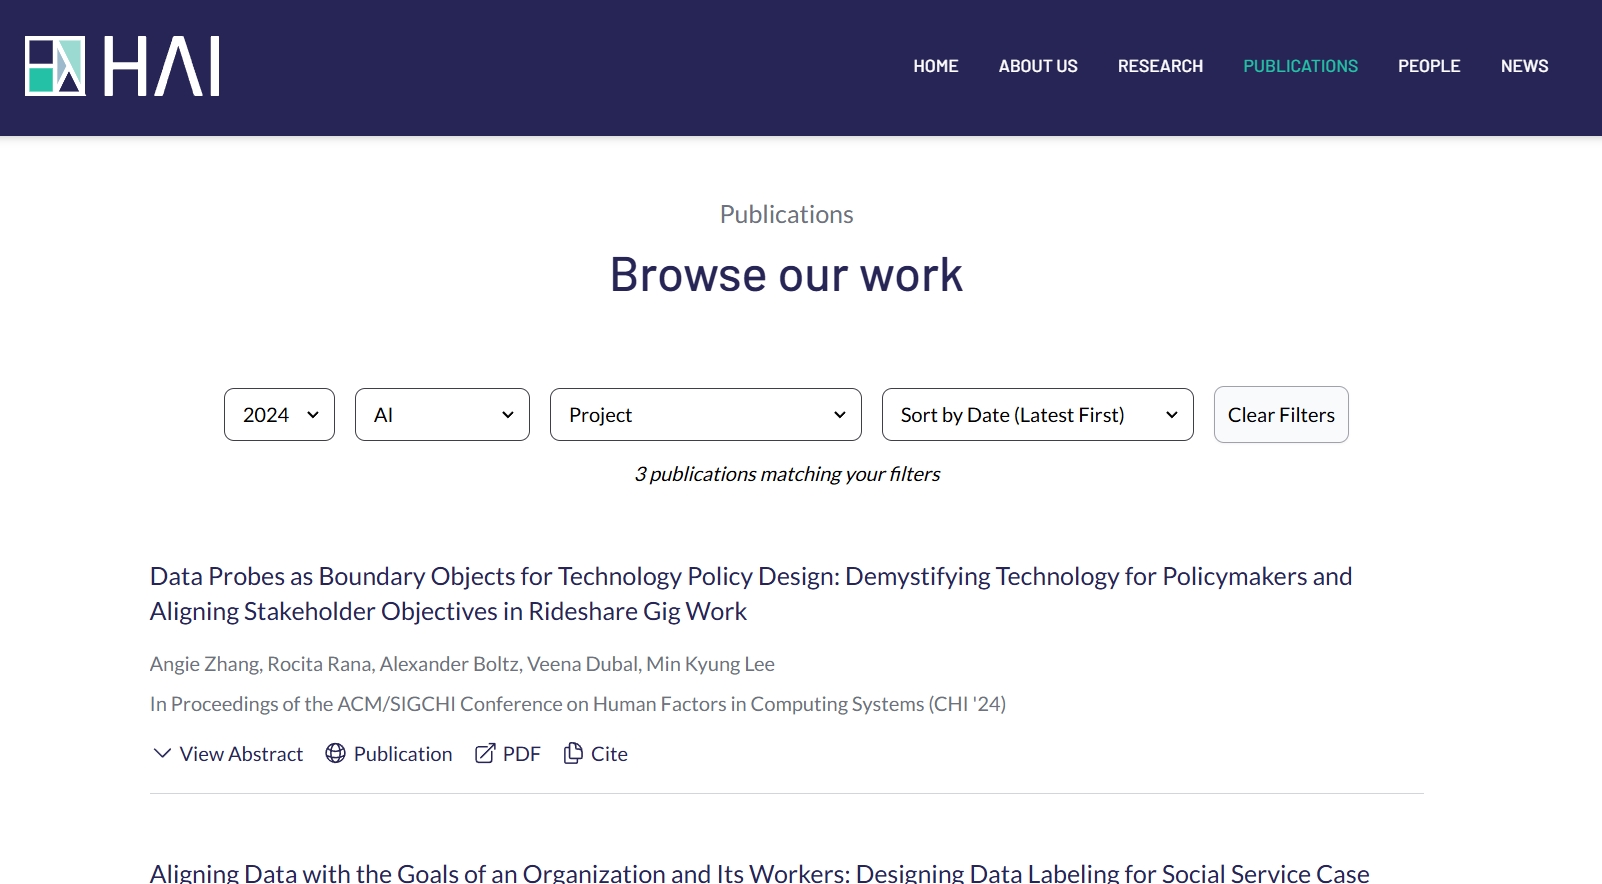 HAI
HOME ABOUT US RESEARCH PUBLICATIONS PEOPLE NEWS
Publications
Browse our work
2024 AI Project Sort by Date (Latest First) Clear Filters
3 publications matching your filters
Data Probes as Boundary Objects for Technology Policy Design: Demystifying Technology for Policymakers and
Aligning Stakeholder Objectives in Rideshare Gig Work
Angie Zhang, Rocita Rana, Alexander Boltz, Veena Dubal, Min Kyung Lee
In Proceedings of the ACM/SIGCHI Conference on Human Factors in Computing Systems (CHI '24)
View Abstract Publication PDF Cite
Aligning Data with the Goals of an Organization and Its Workers: Designing Data Labeling for Social Service Case